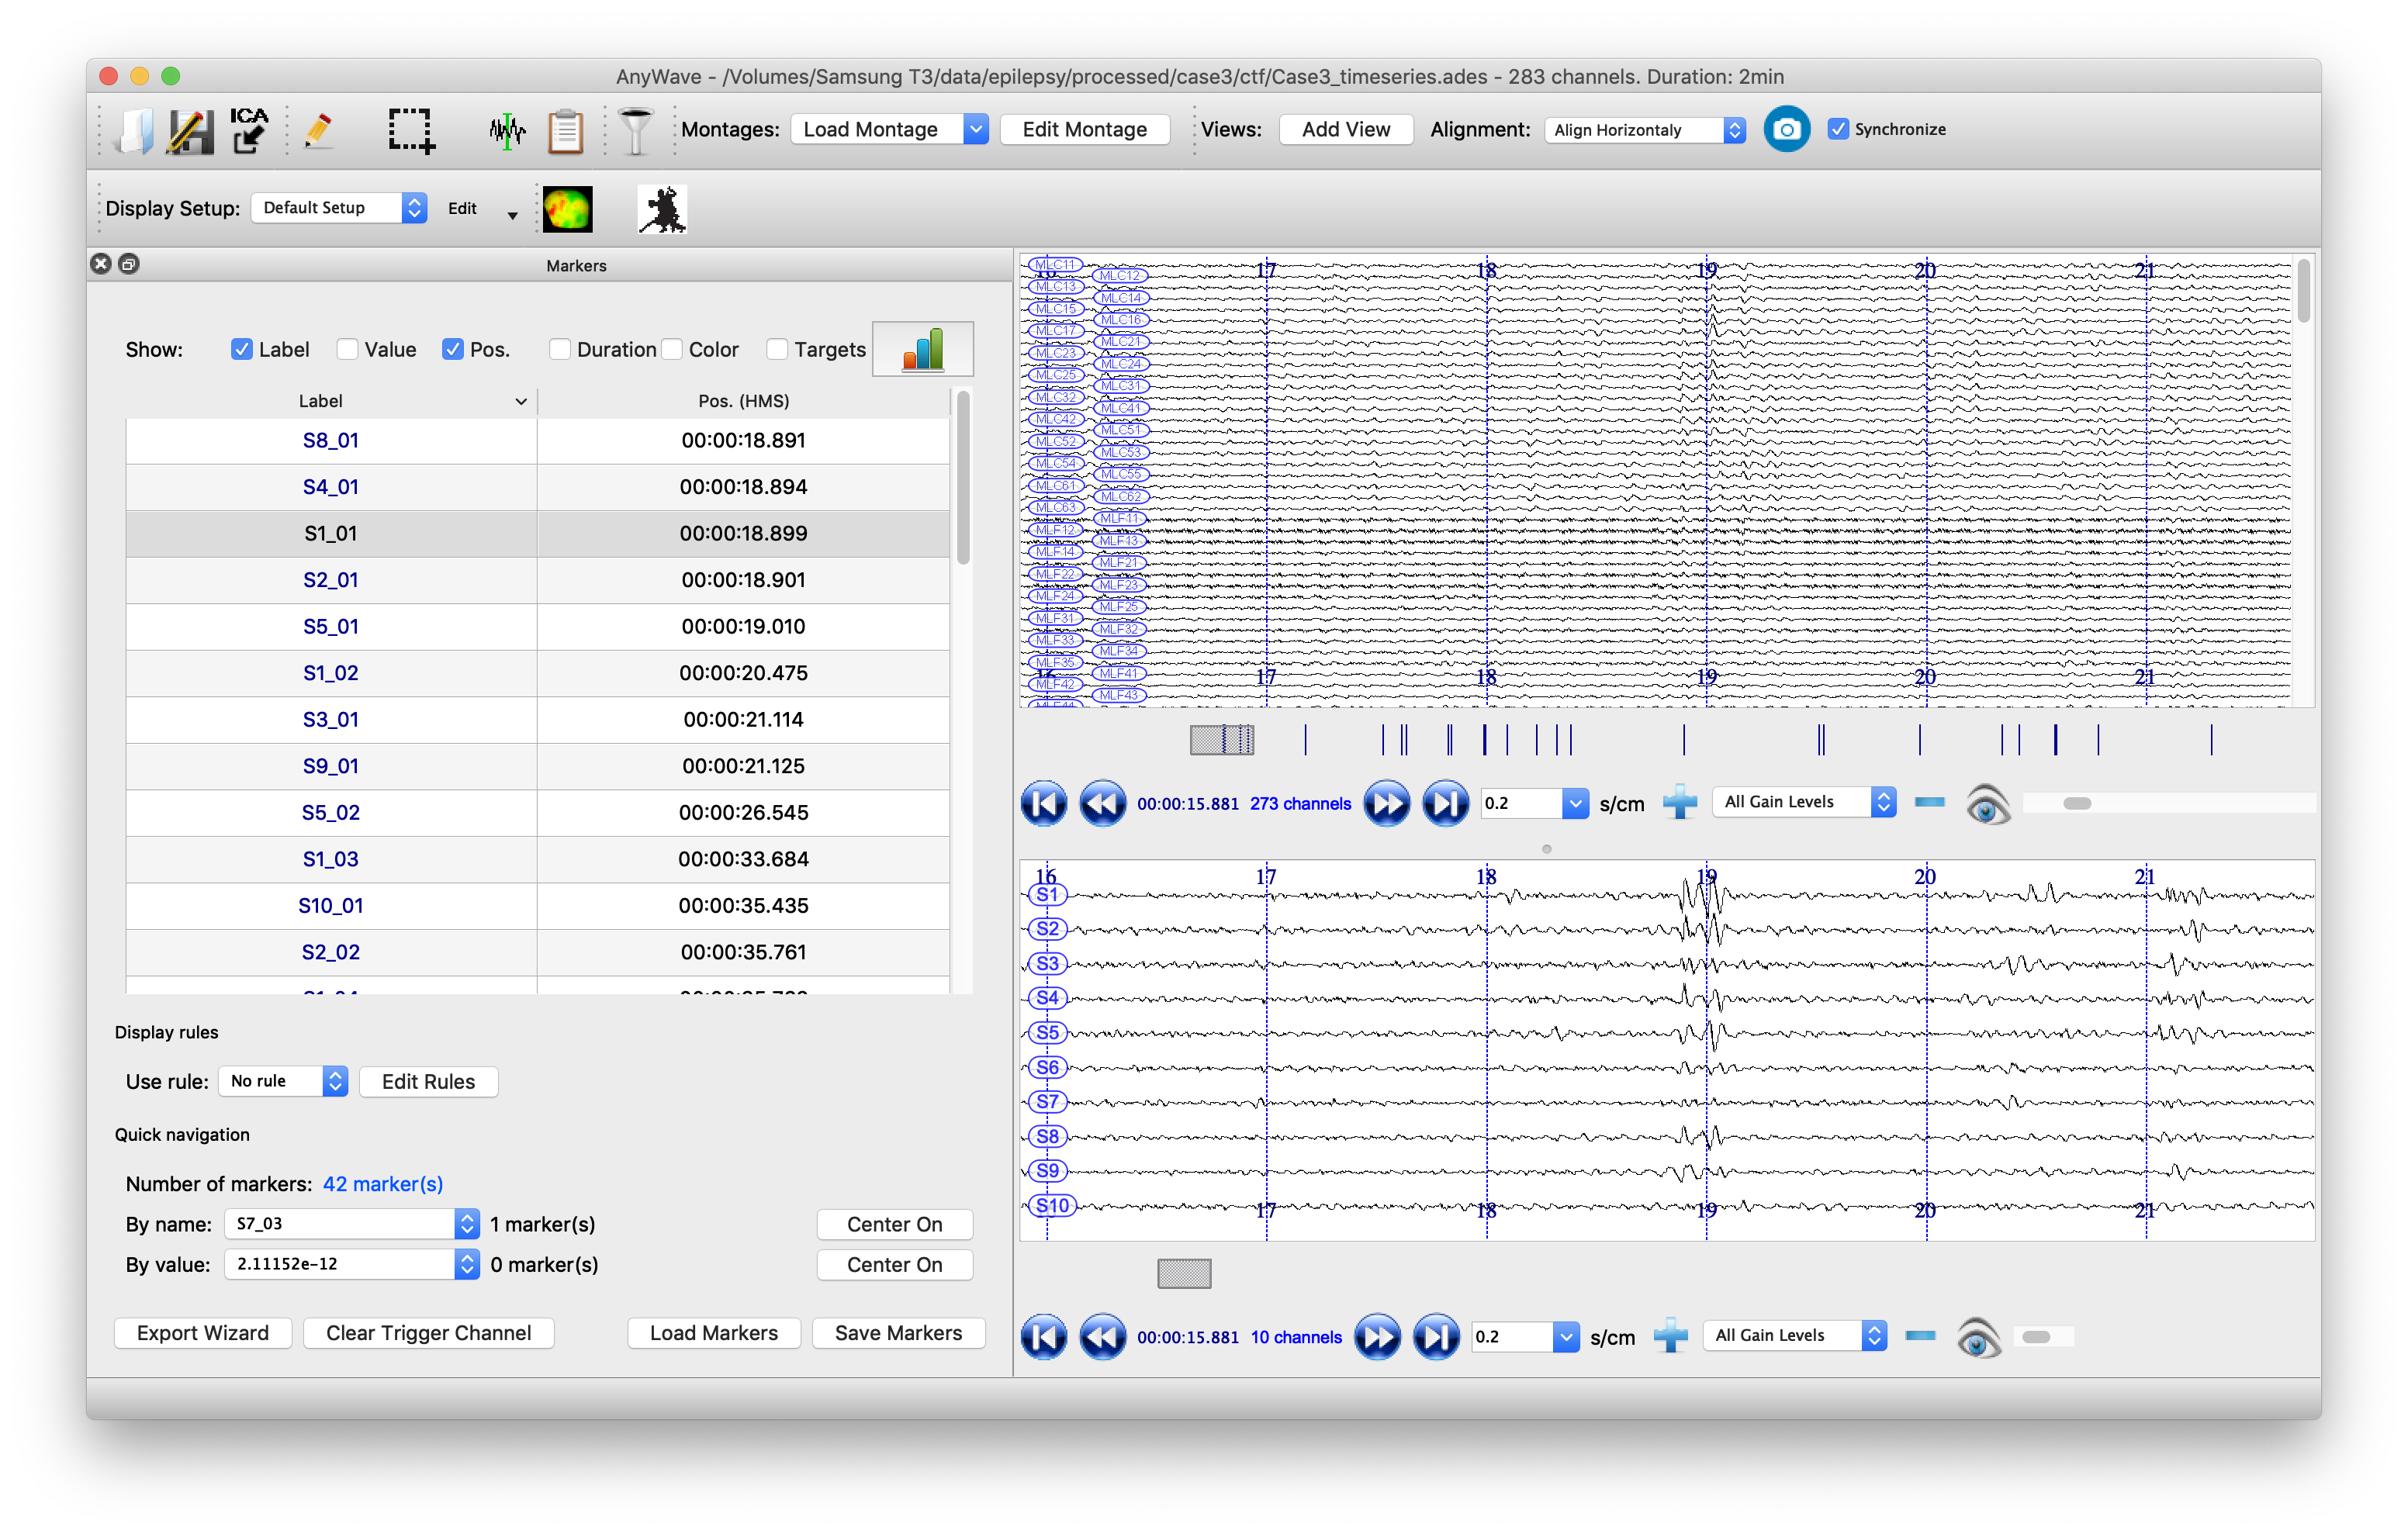 AnyWave - /Volumes/Samsung T3/data/epilepsy/processed/case3/ctf/Case3_timeseries.ades - 283 channels. Duration: 2min
ICA
Montages: Load Montage Edit Montage Views: Add View Alignment: Align Horizontaly Synchronize
Display Setup: Default Setup Edit
Markers
Show: Label Value Pos. Duration Color Targets
Label Pos. (HMS)
S8_01 00:00:18.891
S4_01 00:00:18.894
S1_01 00:00:18.899
S2_01 00:00:18.901
S5_01 00:00:19.010
S1_02 00:00:20.475
S3_01 00:00:21.114
S9_01 00:00:21.125
S5_02 00:00:26.545
S1_03 00:00:33.684
S10_01 00:00:35.435
S2_02 00:00:35.761
Display rules
Use rule: No rule Edit Rules
Quick navigation
Number of markers: 42 marker(s)
By name: S7_03 1 marker(s) Center On
By value: 2.11152e-12 0 marker(s) Center On
Export Wizard Clear Trigger Channel Load Markers Save Markers
17 18 19 20 21
MLC11
MLC12
MLC13
MLC14
MLC15
MLC16
MLC17
MLC21
MLC23
MLC24
MLC25
MLC31
MLC32
MLC41
MLC42
MLC51
MLC52
MLC53
MLC54
MLC55
MLC61
MLC62
MLC63
MLF11
MLF12
MLF13
MLF14
MLF21
MLF22
MLF23
MLF24
MLF25
MLF31
MLF32
MLF33
MLF34
MLF35
MLF41
MLF42
MLF43
17 18 19 20 21
00:00:15.881 273 channels 0.2 s/cm All Gain Levels
16 17 18 19 20 21
S1
S2
S3
S4
S5
S6
S7
S8
S9
S10
17 18 19 20 21
00:00:15.881 10 channels 0.2 s/cm All Gain Levels